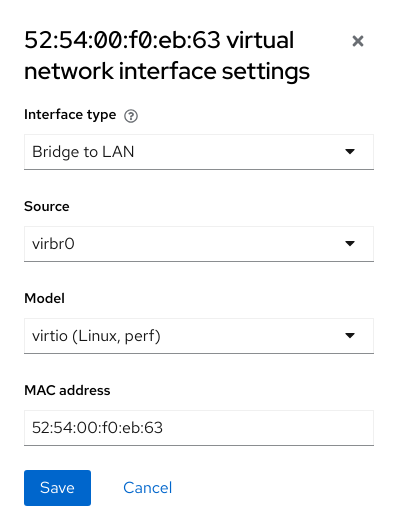 52:54:00:f0:eb:63 virtual
network interface settings
Interface type
Bridge to LAN
Source
virbr0
Model
virtio (Linux, perf)
MAC address
52:54:00:f0:eb:63
Save Cancel